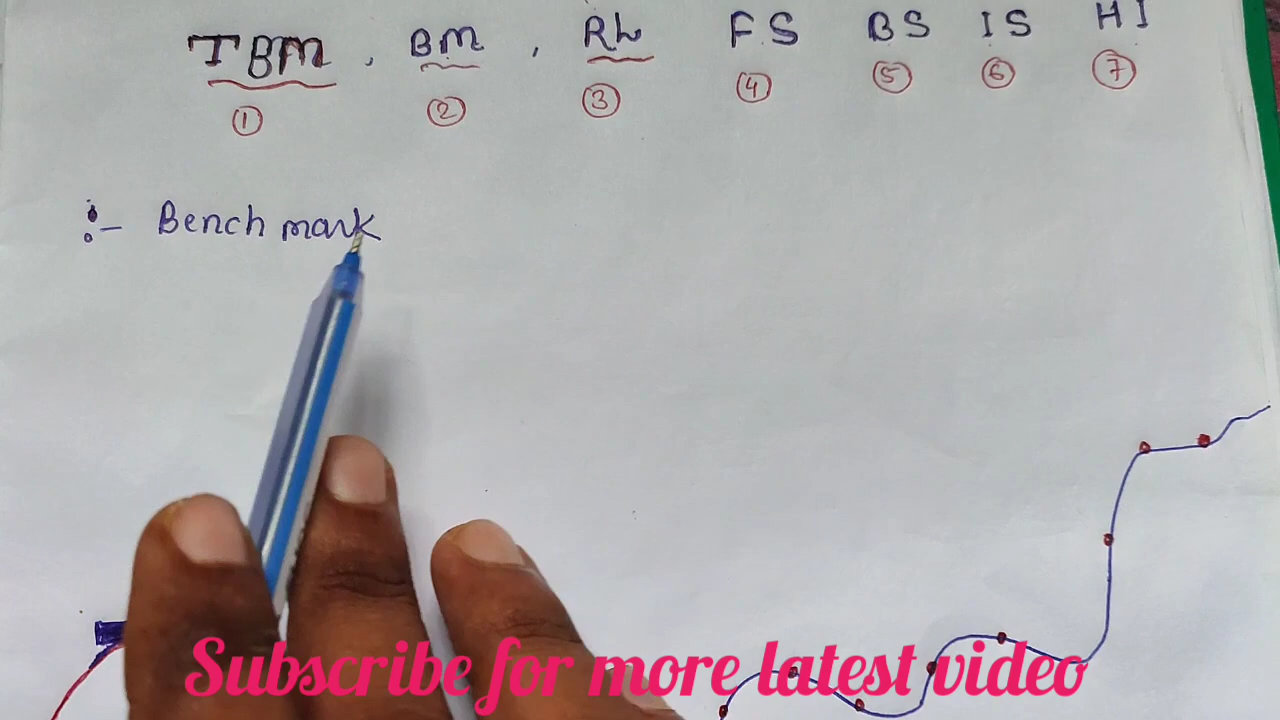 TBM , BM , RL FS BS IS HI
1 2 3 4 5 6 7
:- Bench mark
Subscribe for more latest video